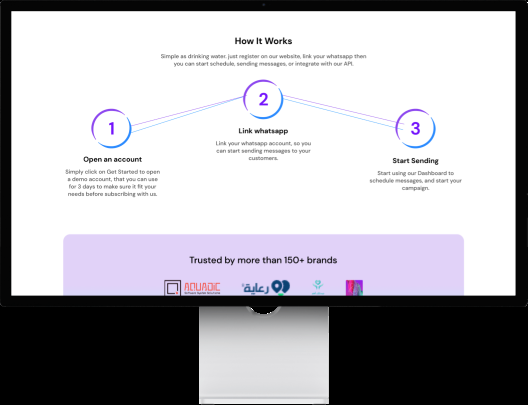 How It Works
Simple as drinking water, just register on our website, link your whatsapp then
you can start schedule, sending messages, or integrate with our API.
1
2
3
Open an account
Simply click on Get Started to open
a demo account, that you can use
for 3 days to make sure it fit your
needs before subscribing with us.
Link whatsapp
Link your whatsapp account, so you
can start sending messages to your
customers.
Start Sending
Start using our Dashboard to
schedule messages, and start your
campaign.
Trusted by more than 150+ brands
AQUADIC
رعاية